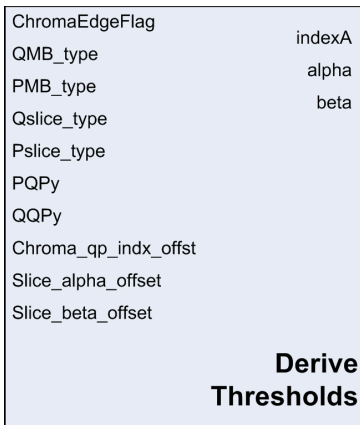 ChromaEdgeFlag
QMB_type
PMB_type
Qslice_type
Pslice_type
PQPy
QQPy
Chroma_qp_indx_offst
Slice_alpha_offset
Slice_beta_offset
indexA
alpha
beta
Derive
Thresholds